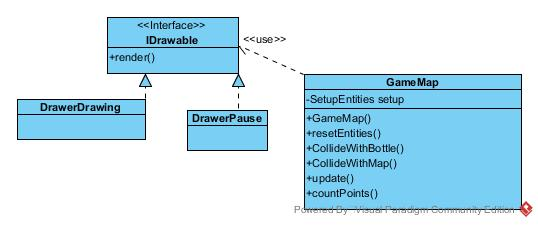 <<Interface>>
IDrawable
+render()
<<use>>
DrawerDrawing
DrawerPause
GameMap
-SetupEntities setup
+GameMap()
+resetEntities()
+CollideWithBottle()
+CollideWithMap()
+update()
+countPoints()
Powered By Visual Paradigm Community Edition